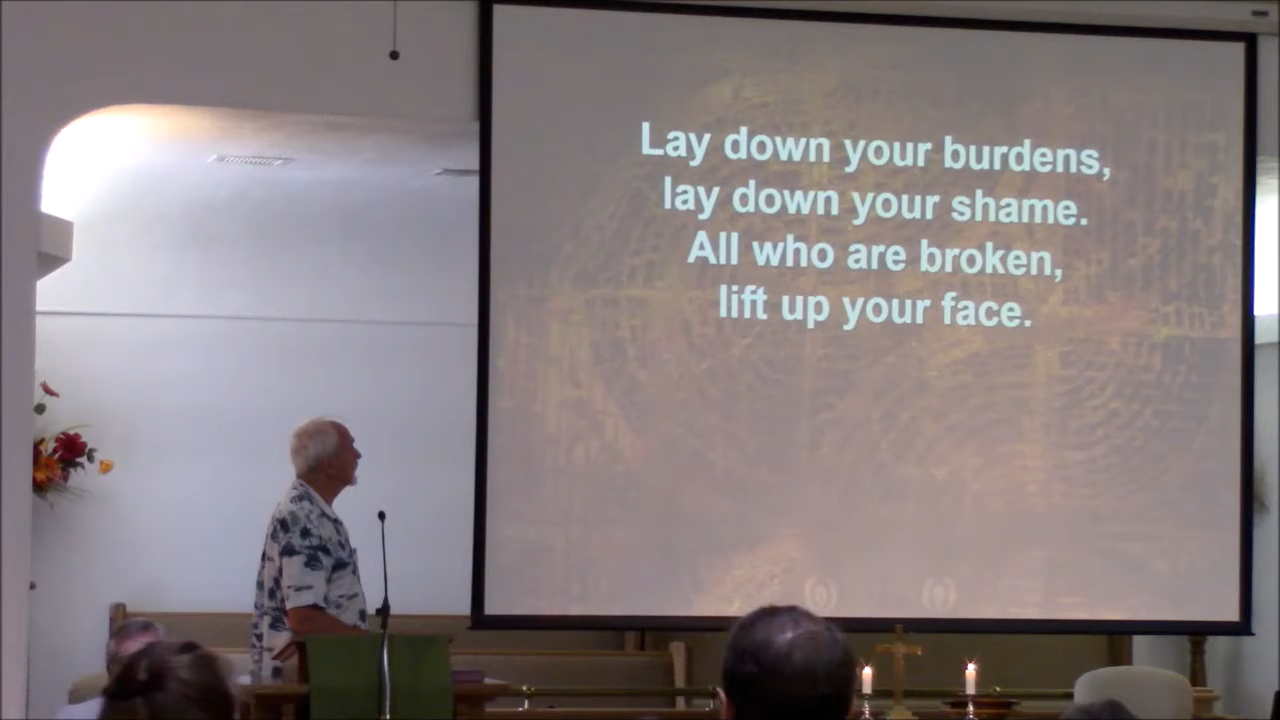 Lay down your burdens,
lay down your shame.
All who are broken,
lift up your face.